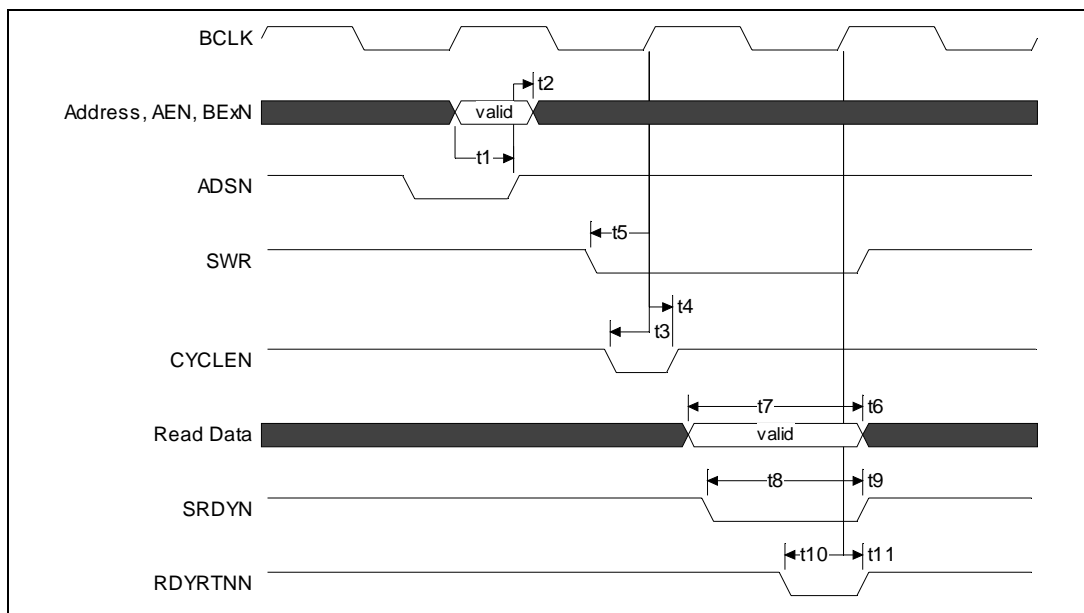 BCLK
t2
Address, AEN, BExN
valid
t1
ADSN
t5
SWR
t4
t3
CYCLEN
t7
t6
Read Data
valid
t8
t9
SRDYN
t10
t11
RDYRTNN